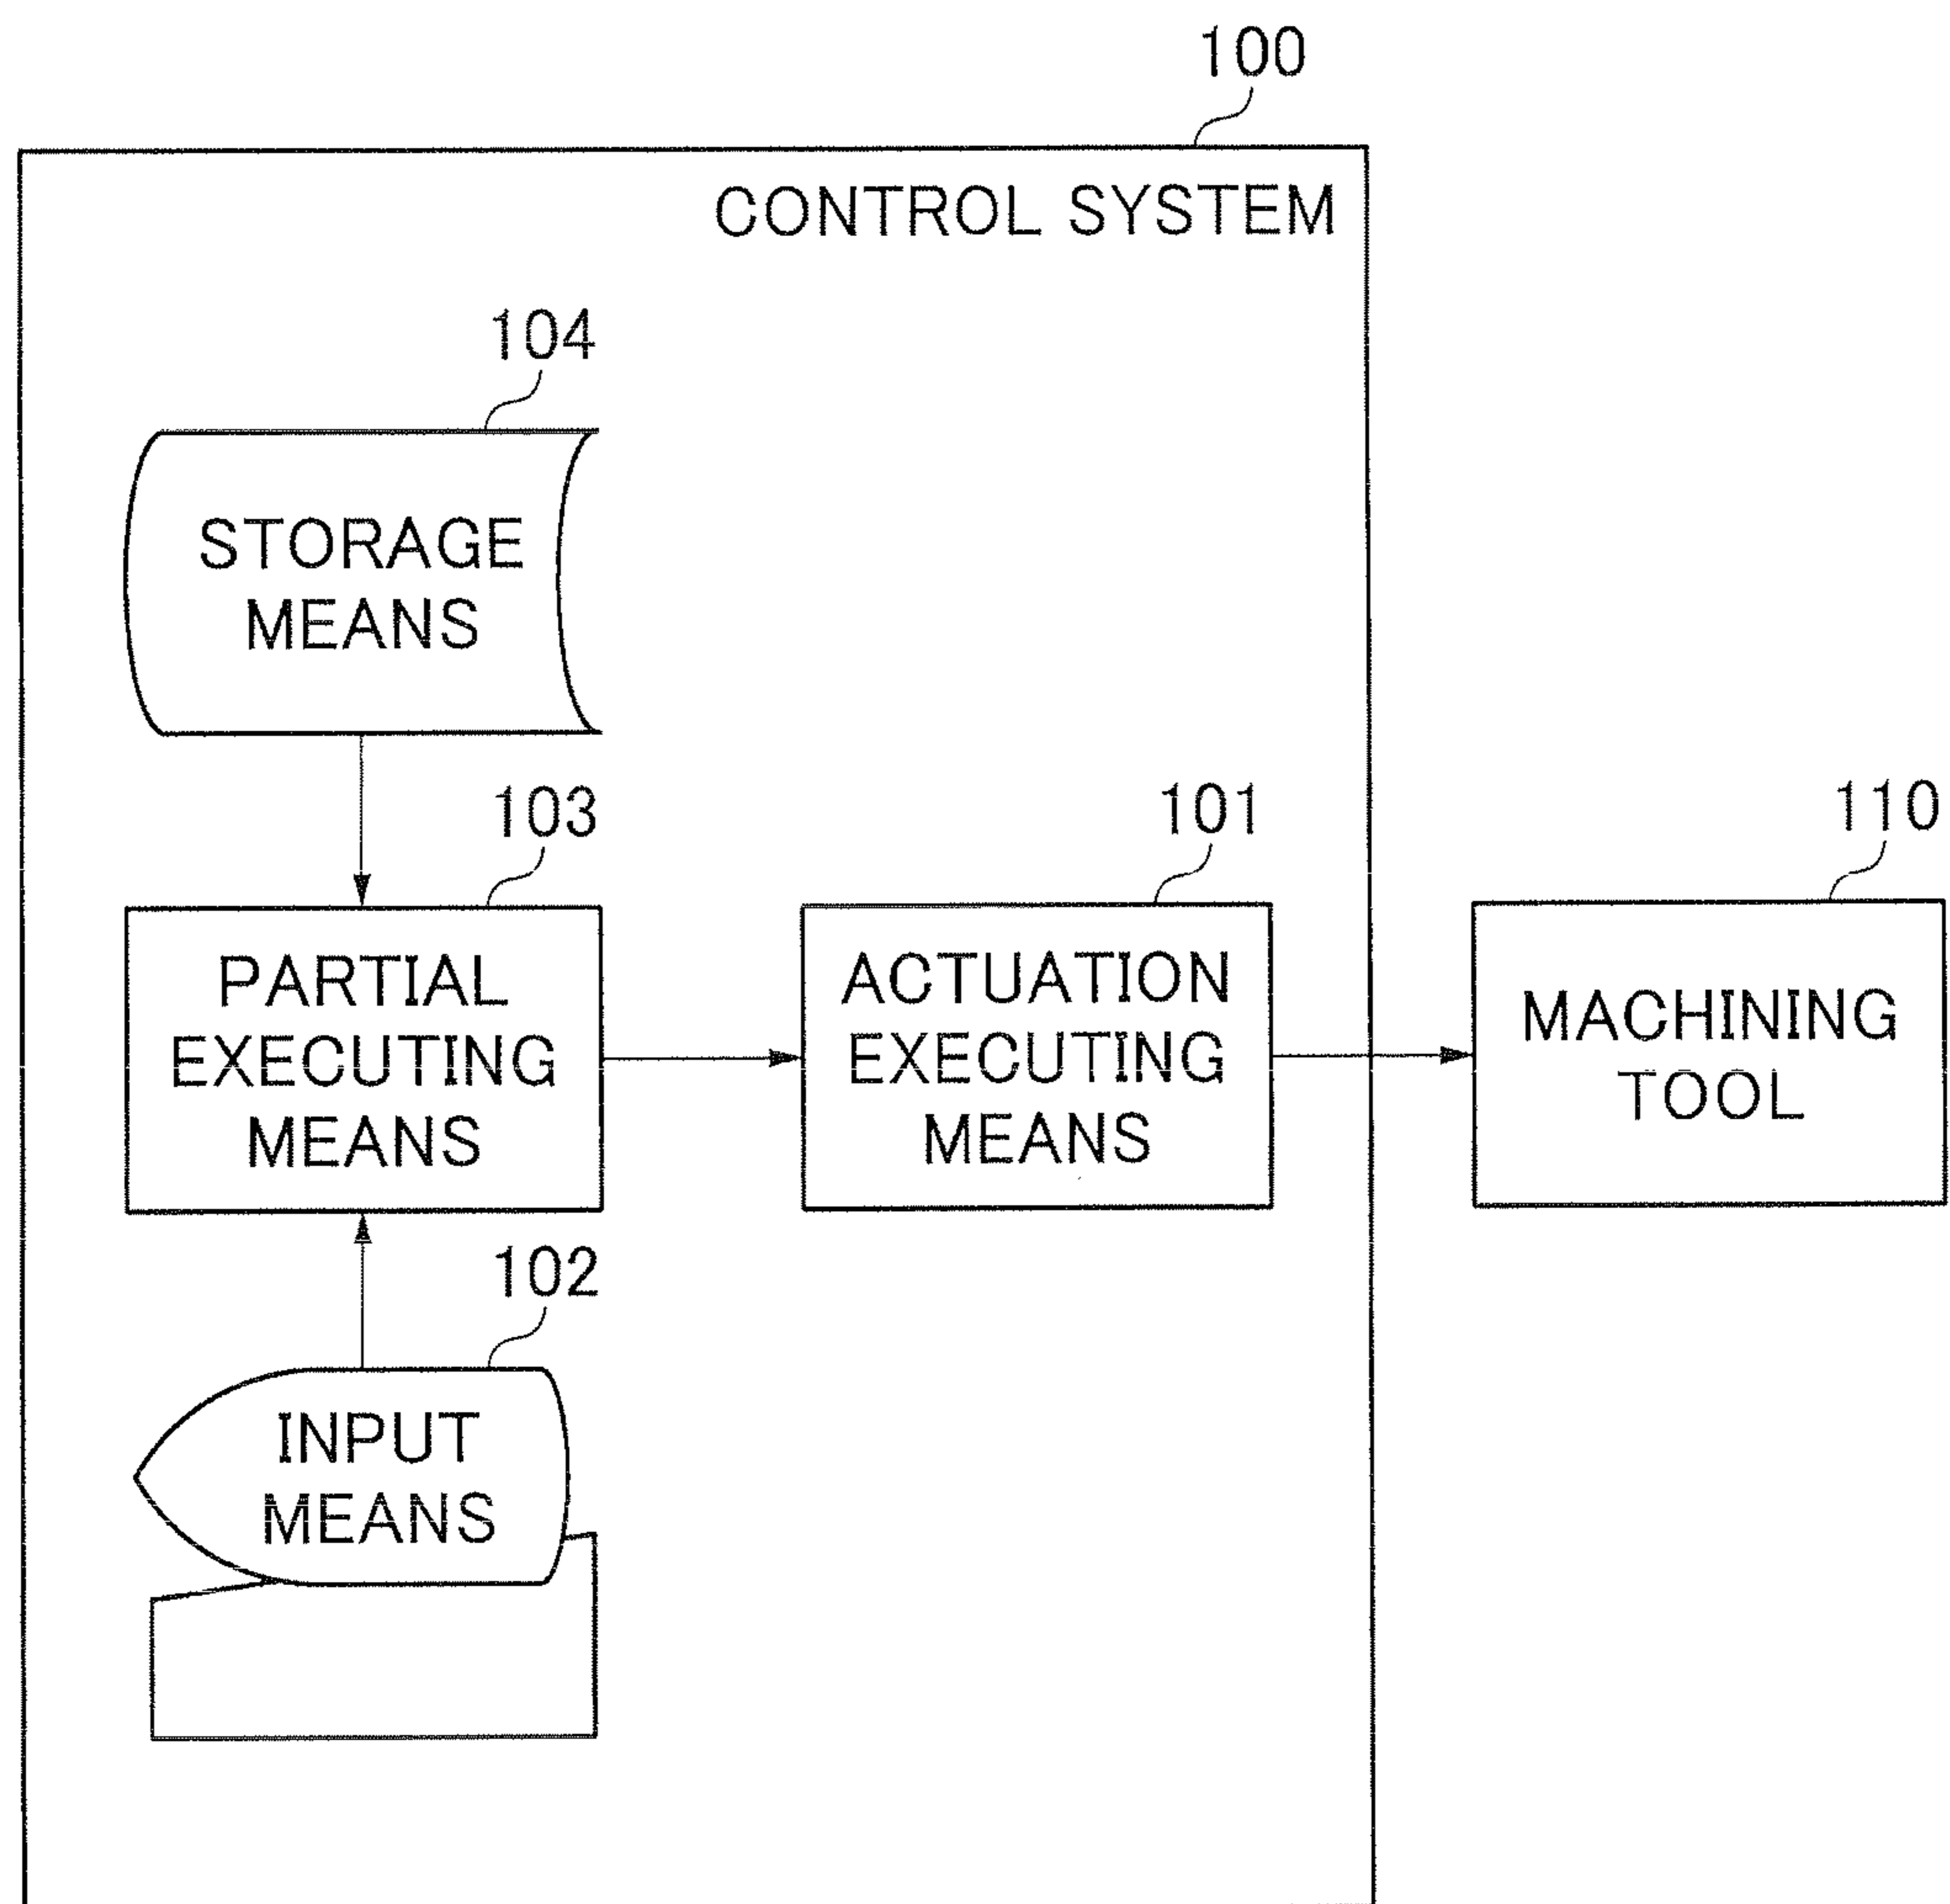 100
CONTROL SYSTEM
104
STORAGE
MEANS
103
PARTIAL
EXECUTING
MEANS
101
ACTUATION
EXECUTING
MEANS
110
MACHINING
TOOL
102
INPUT
MEANS